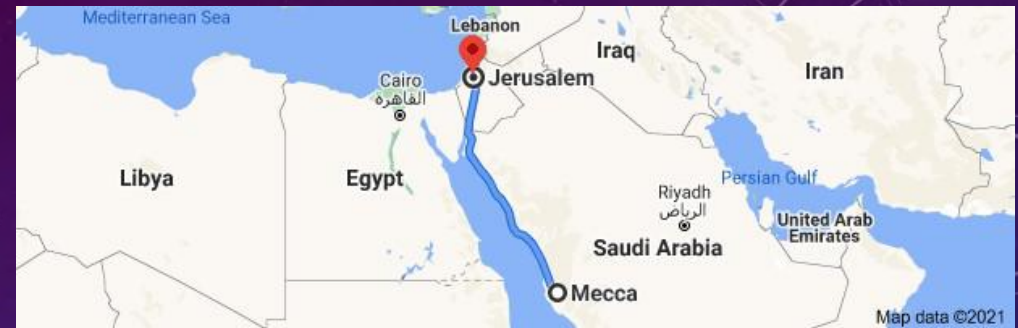 Mediterranean Sea
Lebanon
Iraq
Iran
Cairo
القاهرة
Jerusalem
Libya
Egypt
Persian Gulf
Riyadh
الرياض
United Arab
Emirates
Saudi Arabia
Mecca
Map data ©2021